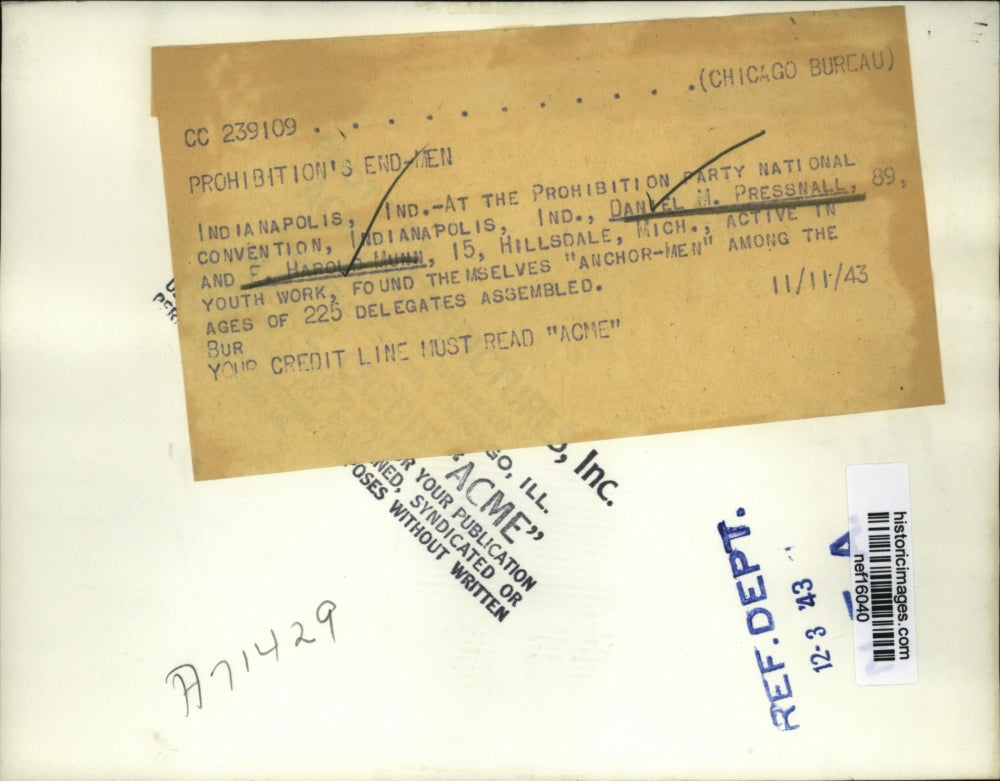 CC 239109 . . . . . . . . . . . .(CHICAGO BUREAU)
PROHIBITION'S END-MEN
INDIANAPOLIS, IND.-AT THE PROHIBITION PARTY NATIONAL
CONVENTION, INDIANAPOLIS, IND., DANIEL M. PRESSNALL, 89,
AND E. HAROLD MUNN, 15, HILLSDALE, MICH., ACTIVE IN
YOUTH WORK, FOUND THEMSELVES "ANCHOR-MEN" AMONG THE
AGES OF 225 DELEGATES ASSEMBLED.
BUR 11/11/43
YOUR CREDIT LINE MUST READ "ACME"
, Inc.
GO, ILL.
"ACME"
R YOUR PUBLICATION
NED, SYNDICATED OR
POSES WITHOUT WRITTEN
PER
A71429
REF. DEPT.
12-3 '43
historicimages.com
nef16040